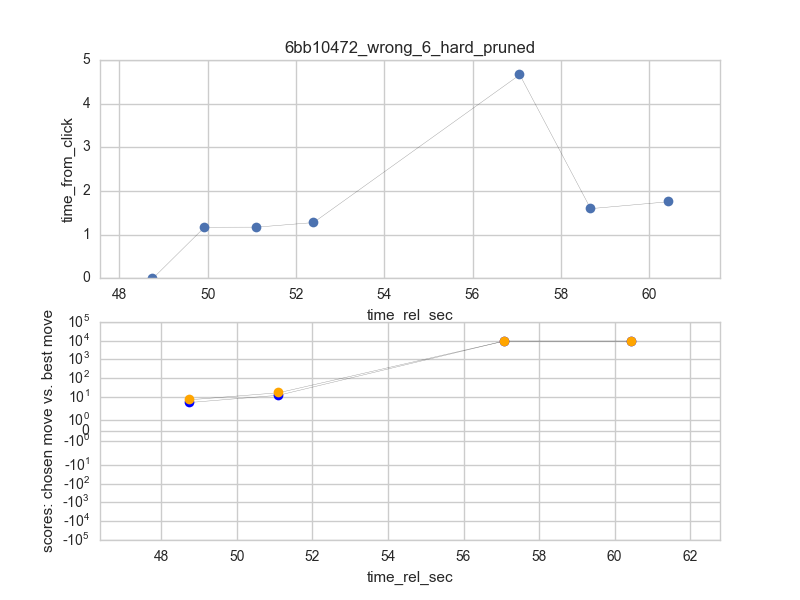 6bb10472_wrong_6_hard_pruned
5
4
3
2
1
0
time_from_click
48 50 52 54 56 58 60
time_rel_sec
10^5
10^4
10^3
10^2
10^1
10^0
0
-10^0
-10^1
-10^2
-10^3
-10^4
-10^5
scores: chosen move vs. best move
48 50 52 54 56 58 60 62
time_rel_sec